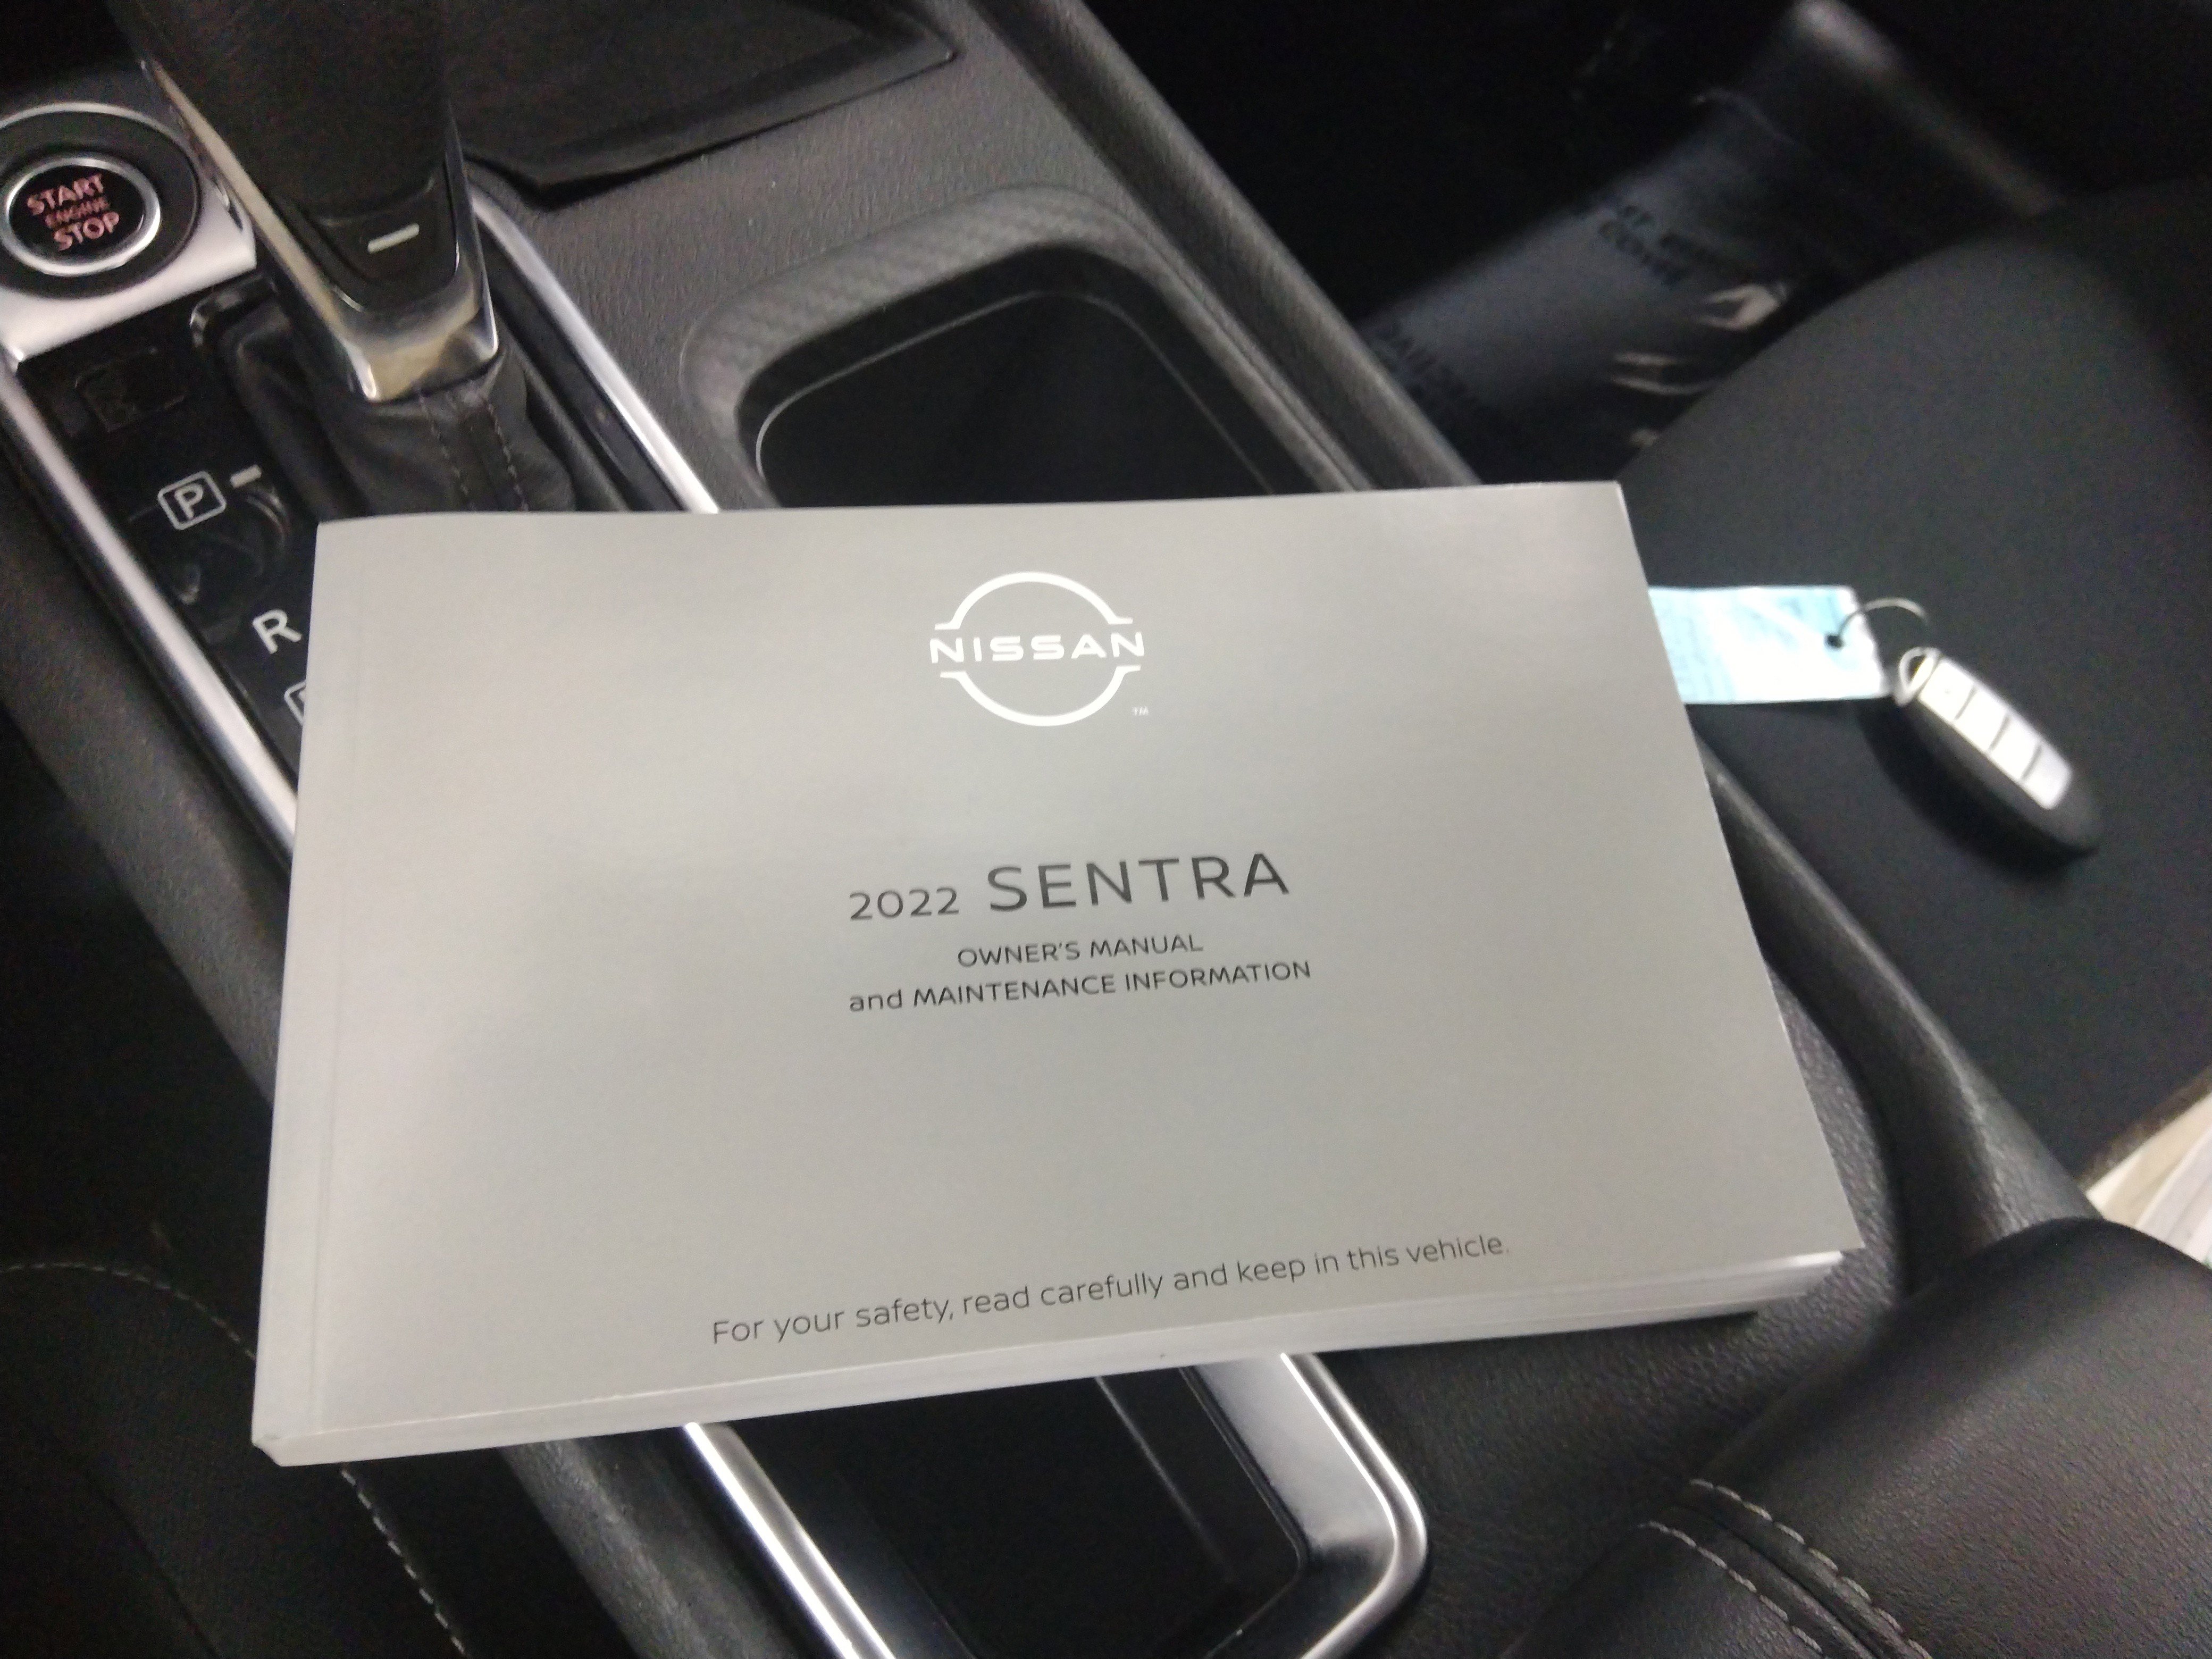 START
ENGINE
STOP
P
R
NISSAN
TM
2022 SENTRA
OWNER'S MANUAL
and MAINTENANCE INFORMATION
For your safety, read carefully and keep in this vehicle.